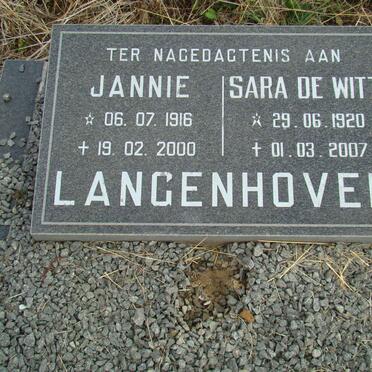 TER NAGEDAGTENIS AAN
JANNIE SARA DE WITT
☆ 06. 07. 1916 ☆ 29. 06. 1920
✝ 19. 02. 2000 ✝ 01. 03. 2007
LANGENHOVE